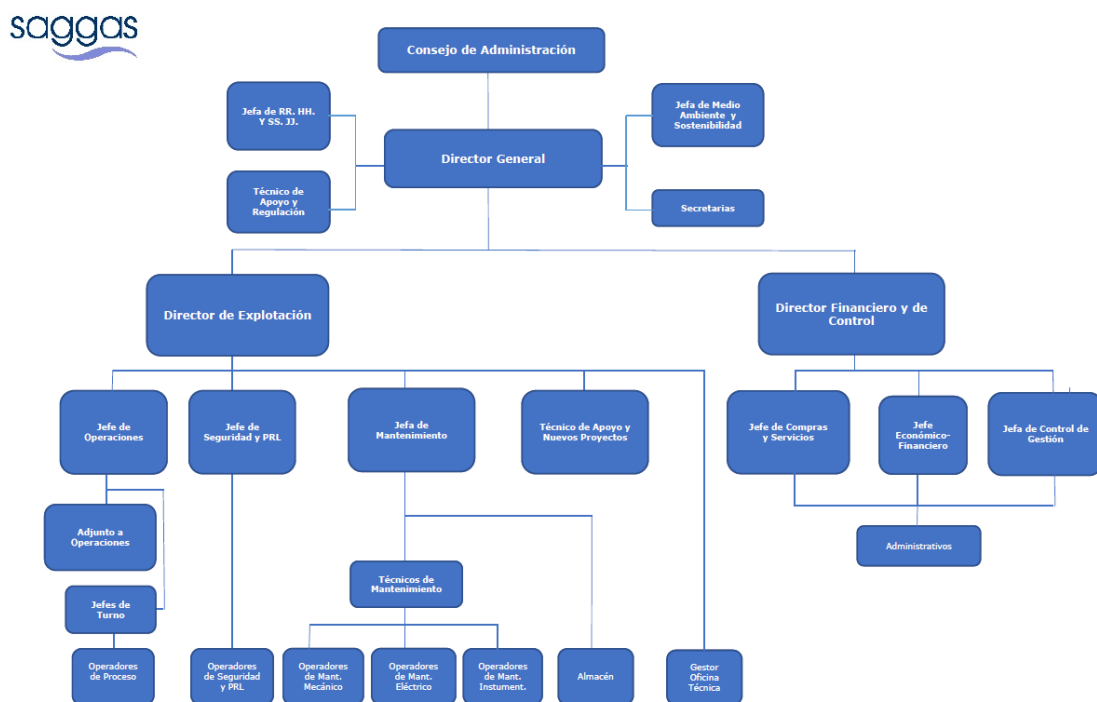 saggas
Consejo de Administración
Jefa de RR. HH.
Y SS. JJ.
Jefa de Medio
Ambiente y
Sostenibilidad
Director General
Técnico de
Apoyo y
Regulación
Secretarias
Director de Explotación
Director Financiero y de
Control
Jefe de
Operaciones
Jefe de
Seguridad y PRL
Jefa de
Mantenimiento
Técnico de Apoyo y
Nuevos Proyectos
Jefe de Compras
y Servicios
Jefe
Económico-
Financiero
Jefa de Control de
Gestión
Adjunto a
Operaciones
Administrativos
Técnicos de
Mantenimiento
Jefes de
Turno
Operadores
de Proceso
Operadores
de Seguridad
y PRL
Operadores
de Mant.
Mecánico
Operadores
de Mant.
Eléctrico
Operadores
de Mant.
Instument.
Almacén
Gestor
Oficina
Técnica